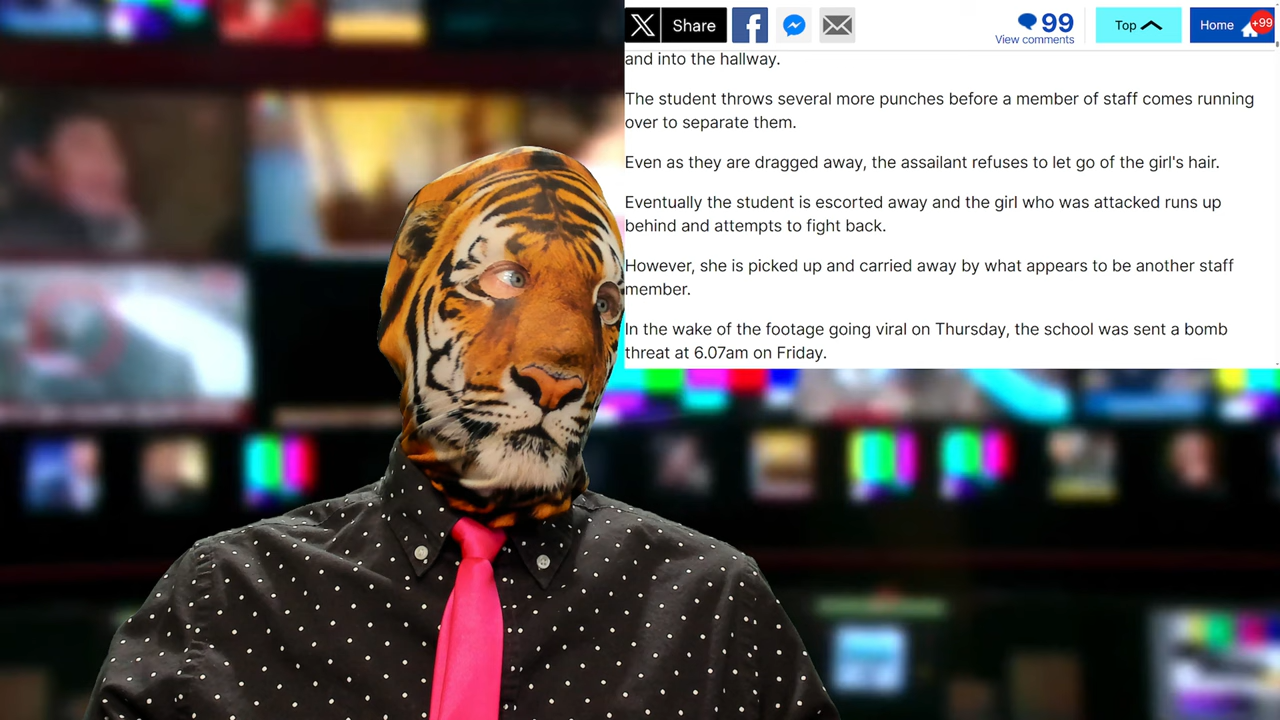 Share
99
View comments
Top
Home
+99
and into the hallway.
The student throws several more punches before a member of staff comes running
over to separate them.
Even as they are dragged away, the assailant refuses to let go of the girl's hair.
Eventually the student is escorted away and the girl who was attacked runs up
behind and attempts to fight back.
However, she is picked up and carried away by what appears to be another staff
member.
In the wake of the footage going viral on Thursday, the school was sent a bomb
threat at 6.07am on Friday.